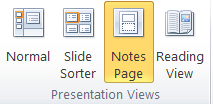 Normal Slide Notes Reading
Sorter Page View
Presentation Views